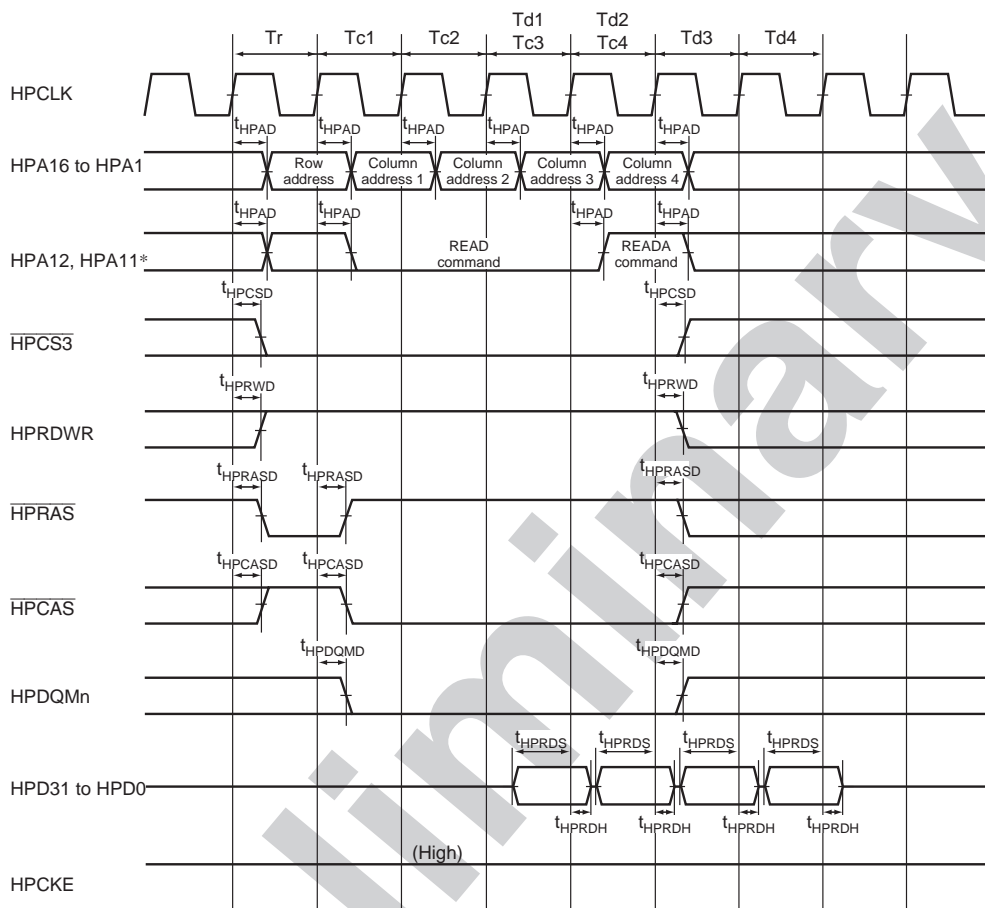 Td1 Td2
Tr Tc1 Tc2 Tc3 Tc4 Td3 Td4
HPCLK
tHPAD tHPAD tHPAD tHPAD tHPAD tHPAD
HPA16 to HPA1
Row address
Column address 1
Column address 2
Column address 3
Column address 4
tHPAD tHPAD tHPAD tHPAD
HPA12, HPA11*
READ command
READA command
tHPCSD tHPCSD
HPCS3
tHPRWD tHPRWD
HPRDWR
tHPRASD tHPRASD tHPRASD
HPRAS
tHPCASD tHPCASD tHPCASD
HPCAS
tHPDQMD tHPDQMD
HPDQMn
tHPRDS tHPRDS tHPRDS tHPRDS
HPD31 to HPD0
tHPRDH tHPRDH tHPRDH tHPRDH
(High)
HPCKE
liminary